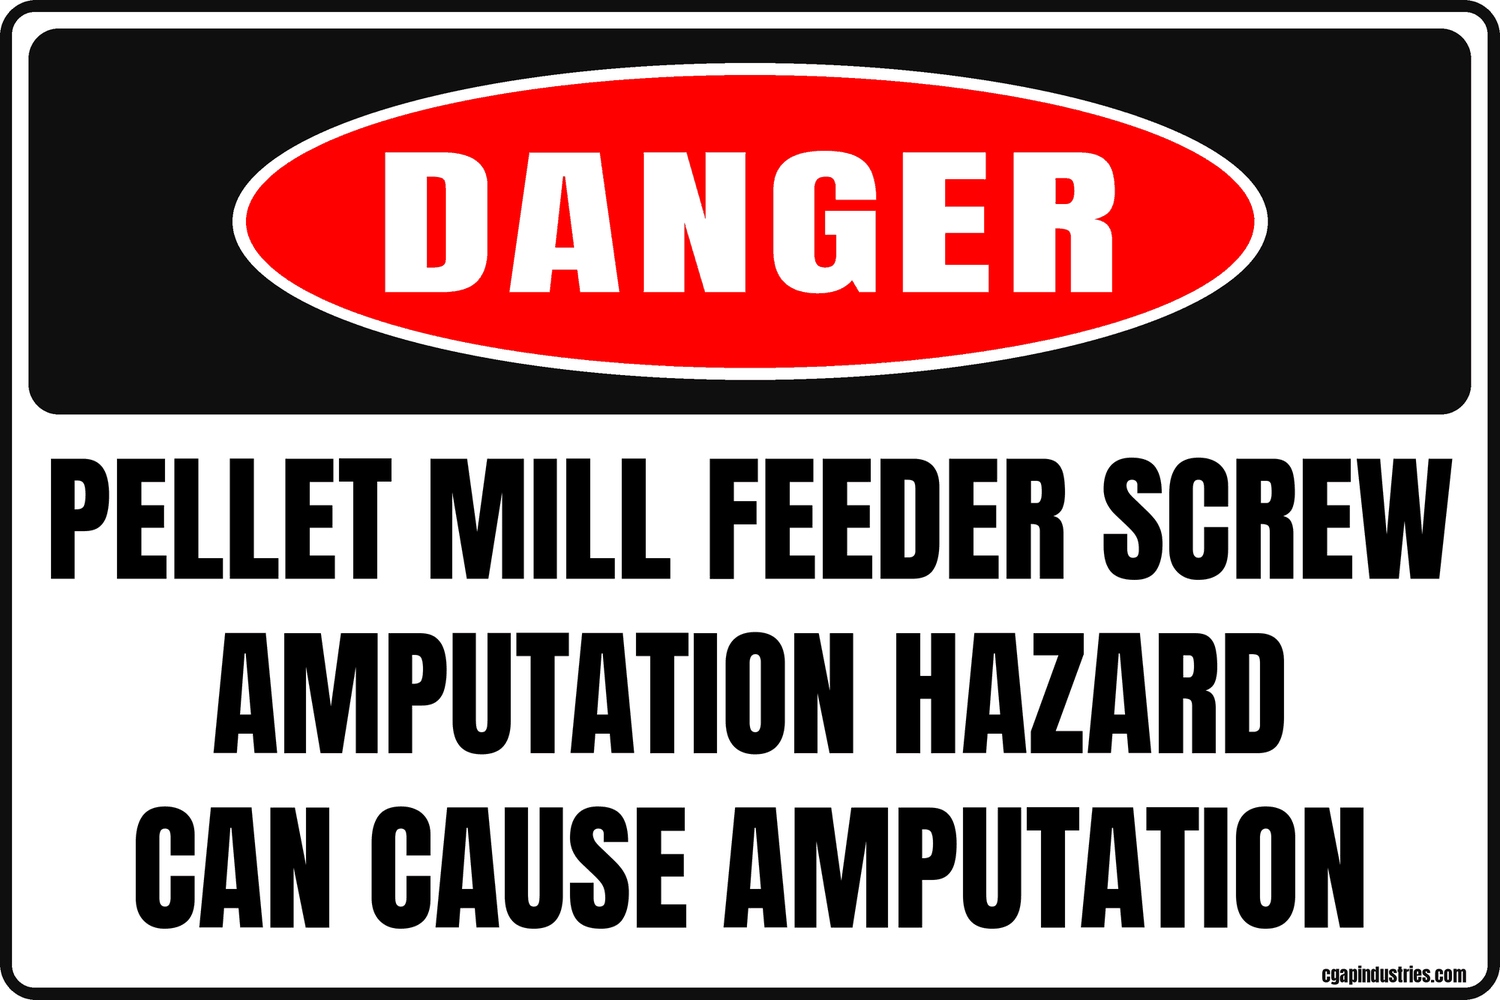 DANGER
PELLET MILL FEEDER SCREW
AMPUTATION HAZARD
CAN CAUSE AMPUTATION
cgapindustries.com